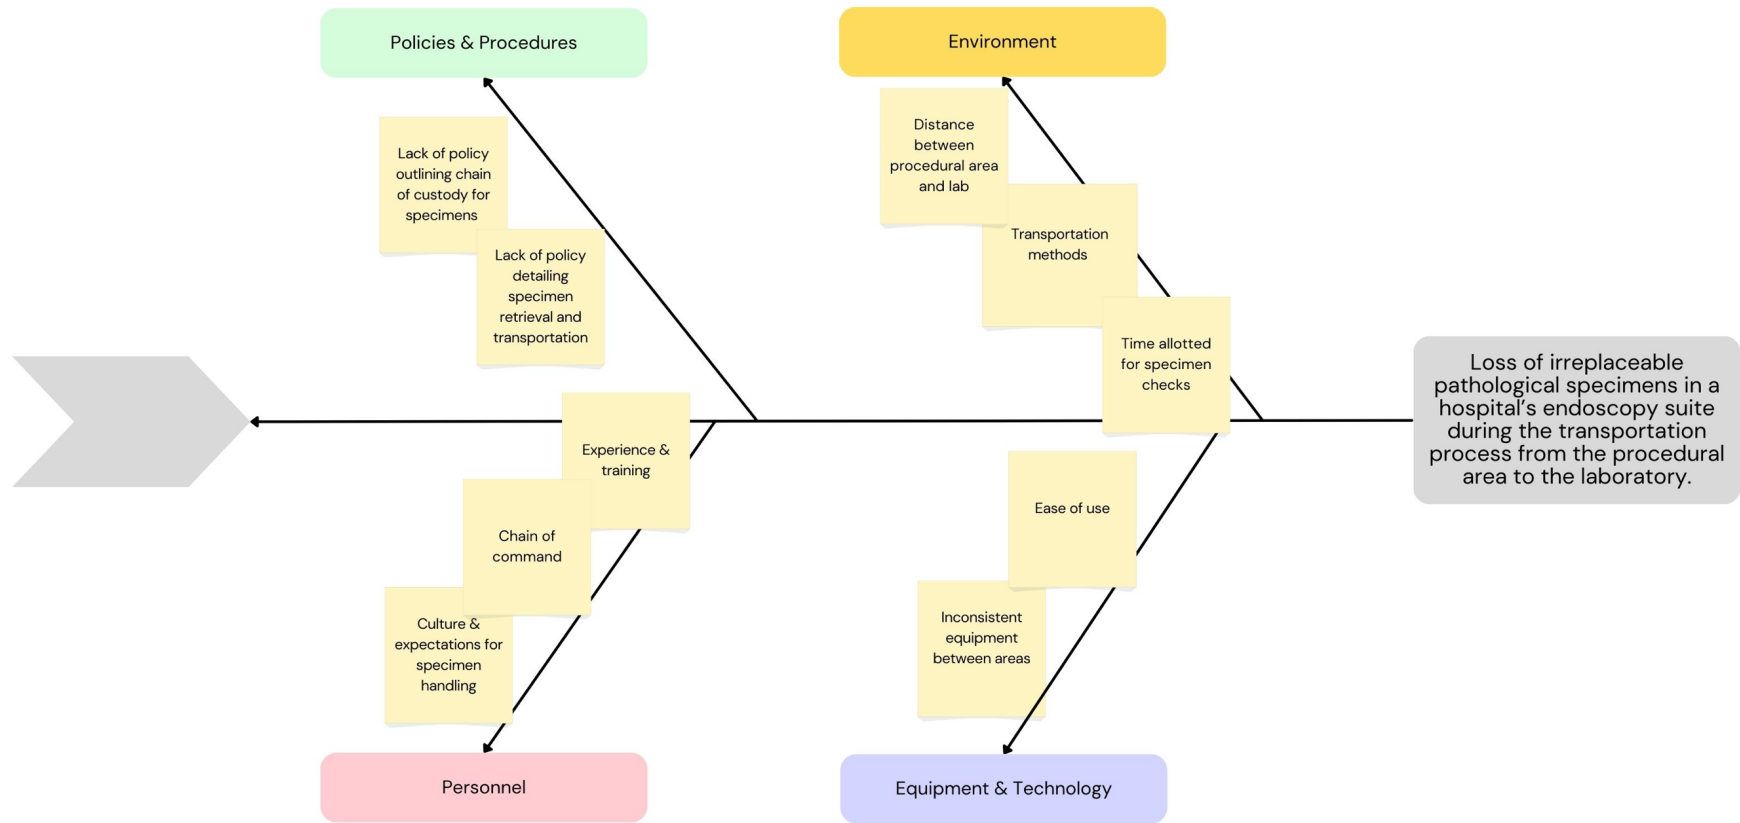 Policies & Procedures
Environment
Lack of policy
outlining chain
of custody for
specimens
Lack of policy
detailing
specimen
retrieval and
transportation
Distance
between
procedural area
and lab
Transportation
methods
Time allotted
for specimen
checks
Loss of irreplaceable
pathological specimens in a
hospital’s endoscopy suite
during the transportation
process from the procedural
area to the laboratory.
Experience &
training
Chain of
command
Culture &
expectations for
specimen
handling
Ease of use
Inconsistent
equipment
between areas
Personnel
Equipment & Technology